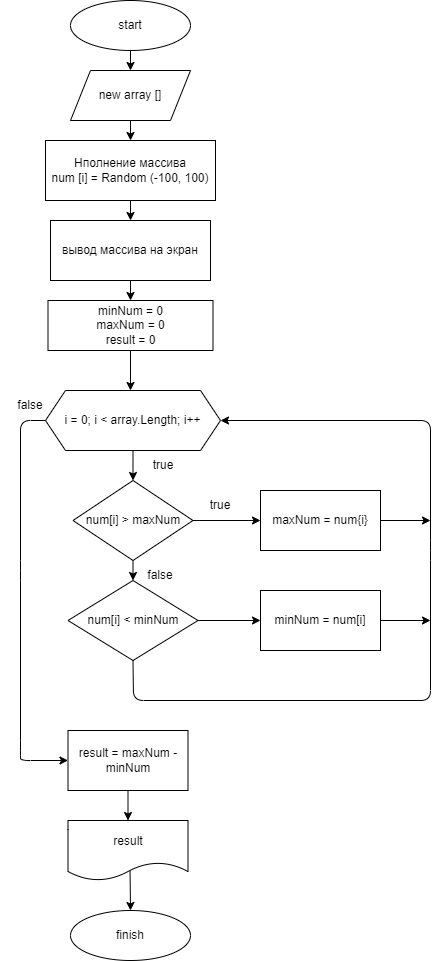 start
new array []
Нполнение массива
num [i] = Random (-100, 100)
вывод массива на экран
minNum = 0
maxNum = 0
result = 0
false
i = 0; i < array.Length; i++
true
num[i] > maxNum
true
maxNum = num{i}
false
num[i] < minNum
minNum = num[i]
result = maxNum -
minNum
result
finish